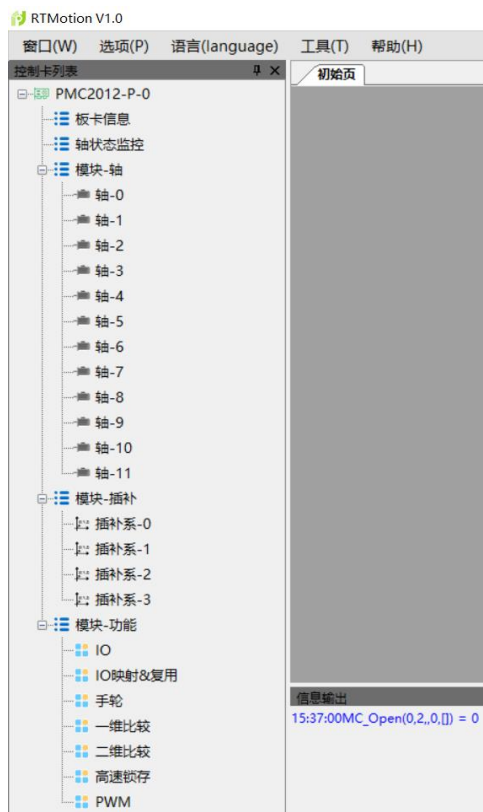 RTMotion V1.0
窗口(W) 选项(P) 语言(language) 工具(T) 帮助(H)
控制卡列表
初始页
PMC2012-P-0
板卡信息
轴状态监控
模块-轴
轴-0
轴-1
轴-2
轴-3
轴-4
轴-5
轴-6
轴-7
轴-8
轴-9
轴-10
轴-11
模块-插补
插补系-0
插补系-1
插补系-2
插补系-3
模块-功能
IO
IO映射&复用
手轮
一维比较
二维比较
高速锁存
PWM
信息输出
15:37:00MC_Open(0,2,,0,[]) = 0